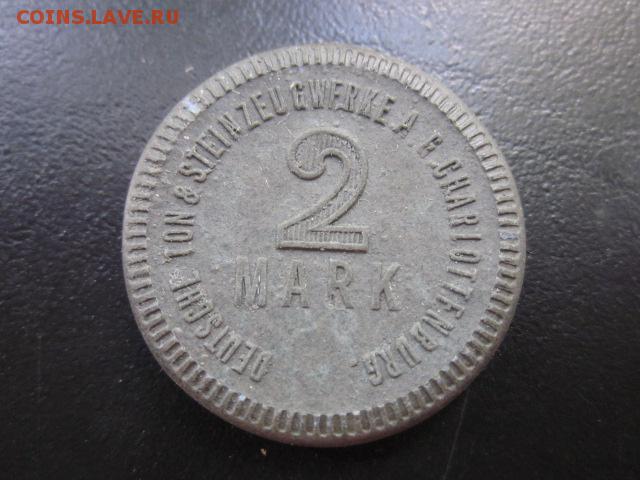 COINS.LAVE.RU
DEUTSCHE TON & STEINZEUGWERKE A.G. CHARLOTTENBURG.
2
MARK